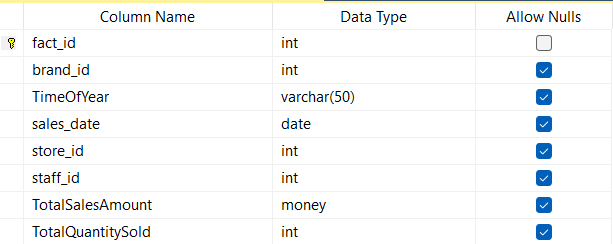 Column Name Data Type Allow Nulls
fact_id int
brand_id int
TimeOfYear varchar(50)
sales_date date
store_id int
staff_id int
TotalSalesAmount money
TotalQuantitySold int